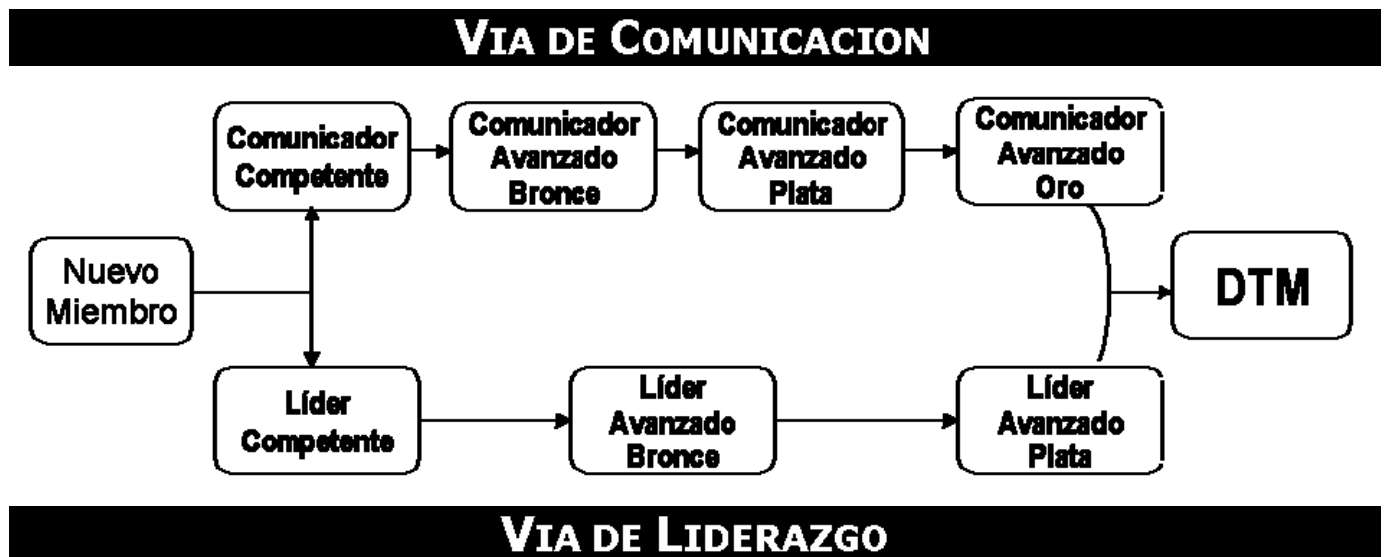 VIA DE COMUNICACION
Comunicador
Competente
Comunicador
Avanzado
Bronce
Comunicador
Avanzado
Plata
Comunicador
Avanzado
Oro
Nuevo
Miembro
DTM
Líder
Competente
Líder
Avanzado
Bronce
Líder
Avanzado
Plata
VIA DE LIDERAZGO